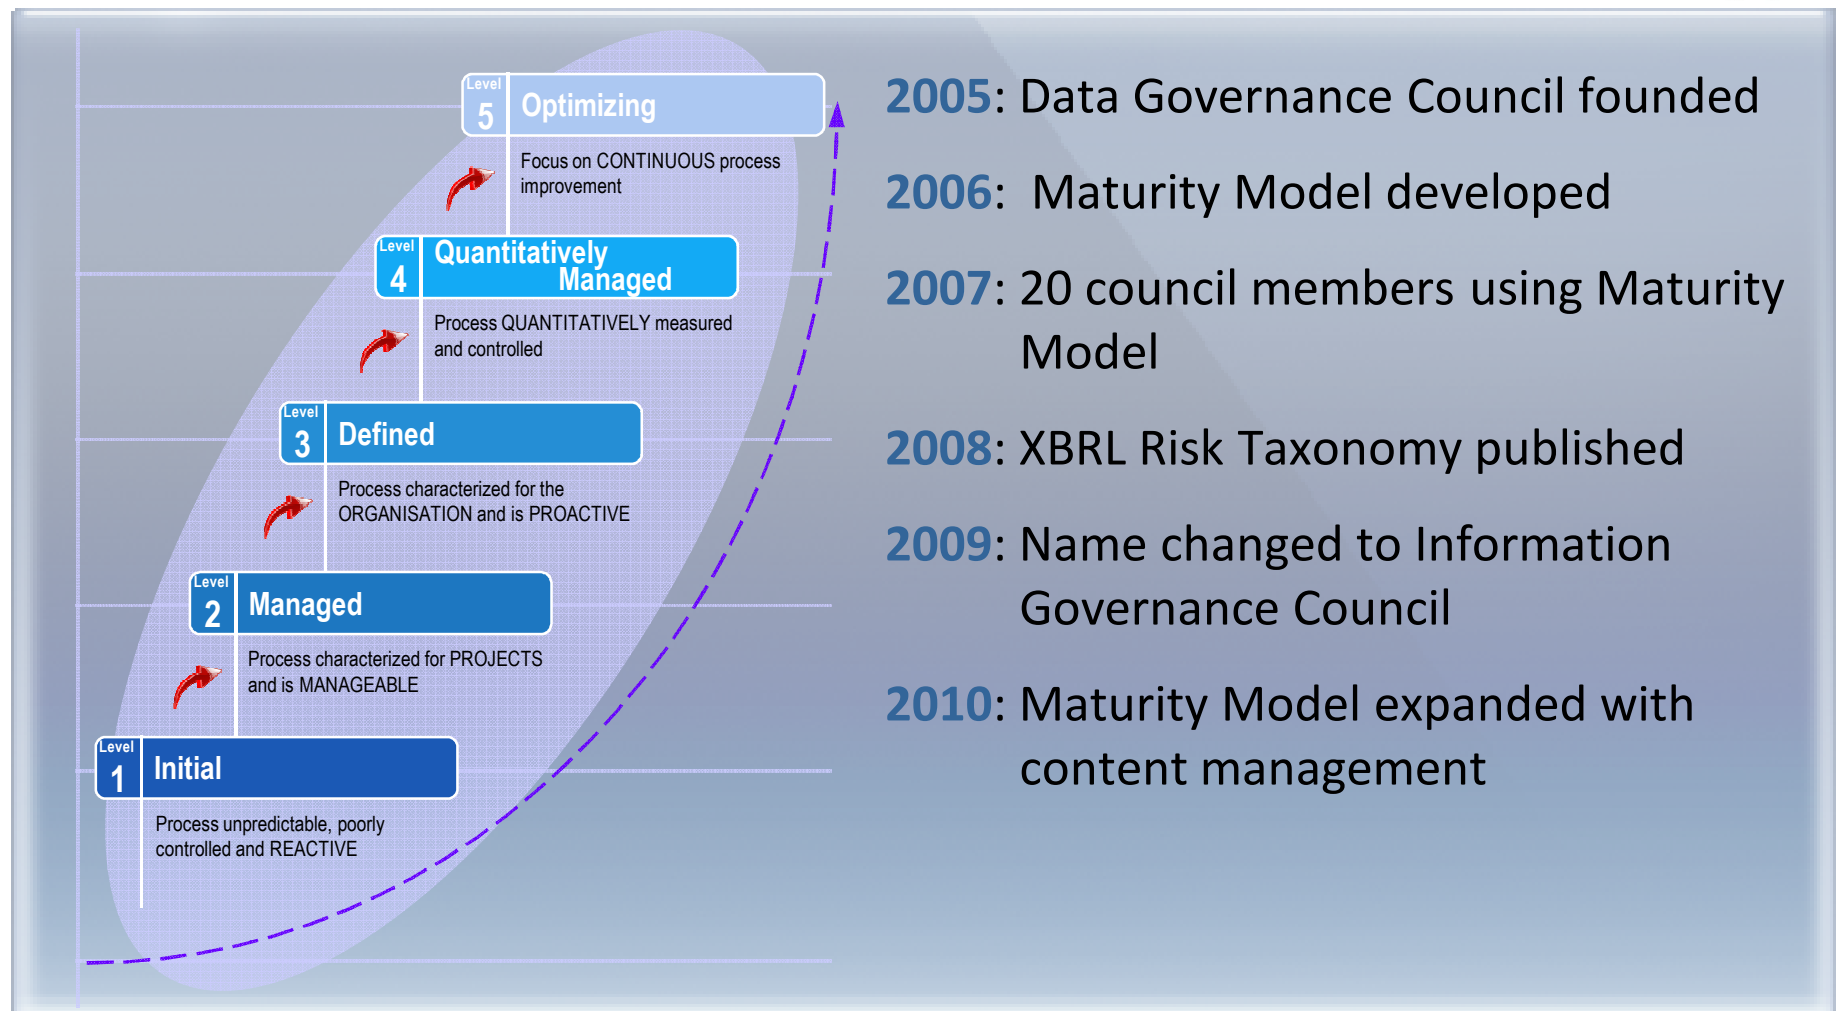 Level
5
Optimizing
Focus on CONTINUOUS process
improvement
Level
4
Quantitatively
Managed
Process QUANTITATIVELY measured
and controlled
Level
3
Defined
Process characterized for the
ORGANISATION and is PROACTIVE
Level
2
Managed
Process characterized for PROJECTS
and is MANAGEABLE
Level
1
Initial
Process unpredictable, poorly
controlled and REACTIVE
2005: Data Governance Council founded
2006: Maturity Model developed
2007: 20 council members using Maturity
Model
2008: XBRL Risk Taxonomy published
2009: Name changed to Information
Governance Council
2010: Maturity Model expanded with
content management